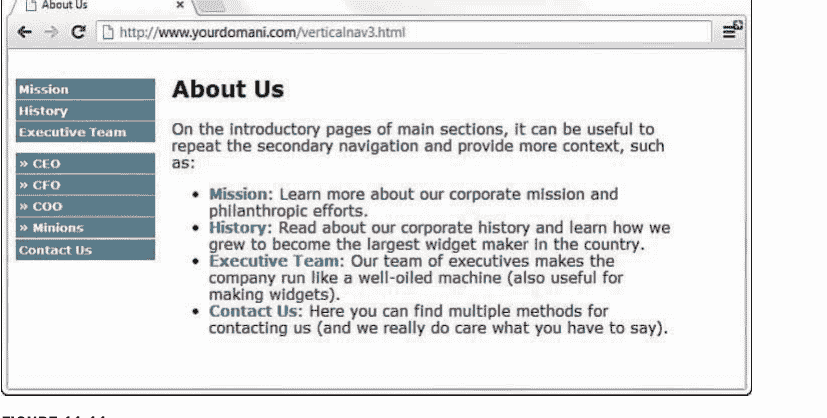 About Us
http://www.yourdomani.com/verticalnav3.html
Mission
History
Executive Team
» CEO
» CFO
» COO
» Minions
Contact Us
About Us
On the introductory pages of main sections, it can be useful to
repeat the secondary navigation and provide more context, such
as:
• Mission: Learn more about our corporate mission and
philanthropic efforts.
• History: Read about our corporate history and learn how we
grew to become the largest widget maker in the country.
• Executive Team: Our team of executives makes the
company run like a well-oiled machine (also useful for
making widgets).
• Contact Us: Here you can find multiple methods for
contacting us (and we really do care what you have to say).